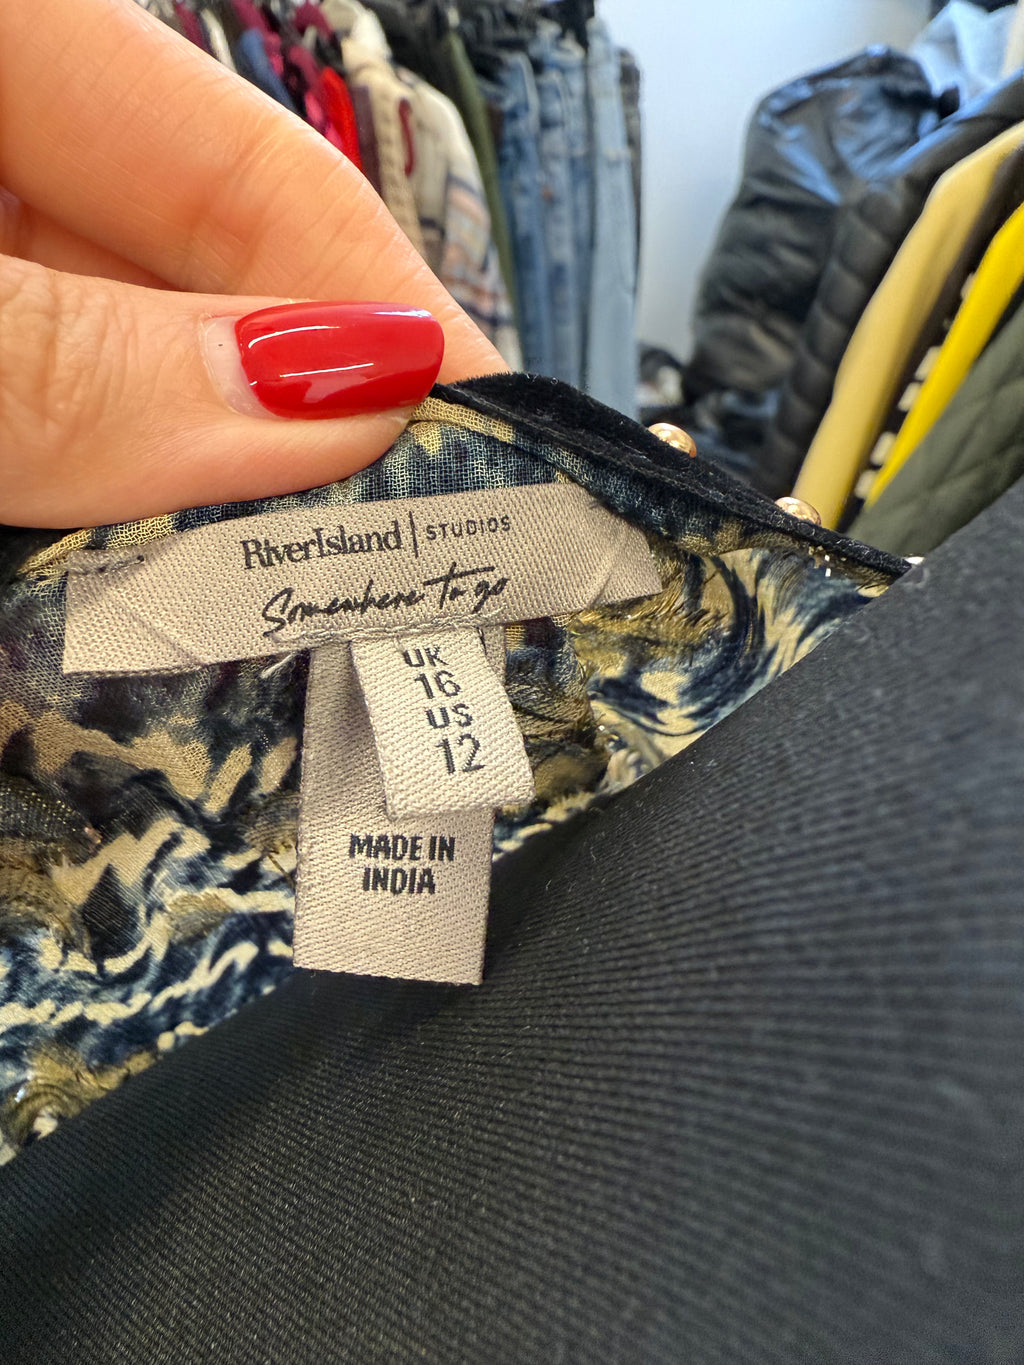 RiverIsland | STUDIOS
Somewhere To go
UK
16
US
12
MADE IN
INDIA